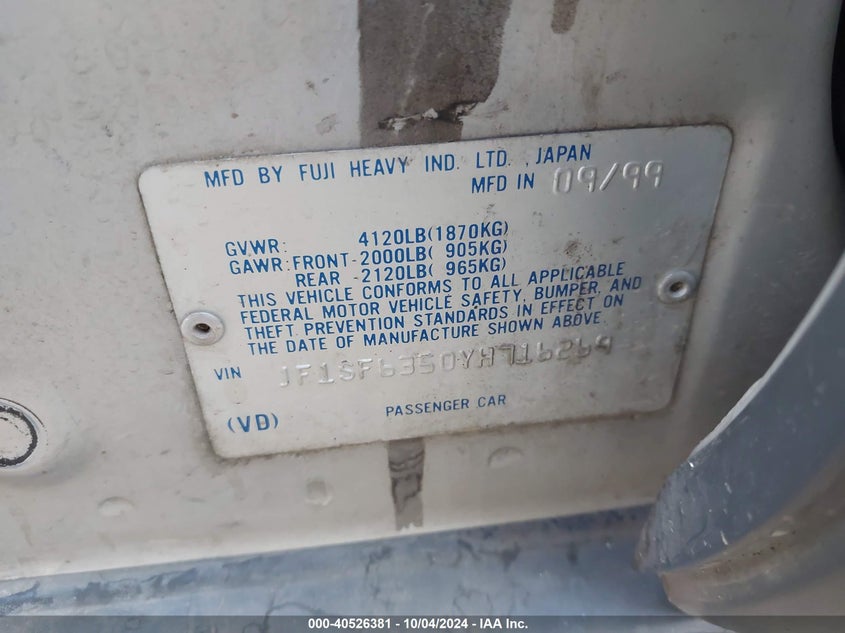 MFD BY FUJI HEAVY IND. LTD. , JAPAN
MFD IN 09/99
GVWR: 4120LB(1870KG)
GAWR:FRONT-2000LB( 905KG)
REAR -2120LB( 965KG)
THIS VEHICLE CONFORMS TO ALL APPLICABLE
FEDERAL MOTOR VEHICLE SAFETY, BUMPER, AND
THEFT PREVENTION STANDARDS IN EFFECT ON
THE DATE OF MANUFACTURE SHOWN ABOVE.
VIN JF1SF6350YH716269
(VD) PASSENGER CAR
000-40526381 - 10/04/2024 - IAA, Inc.